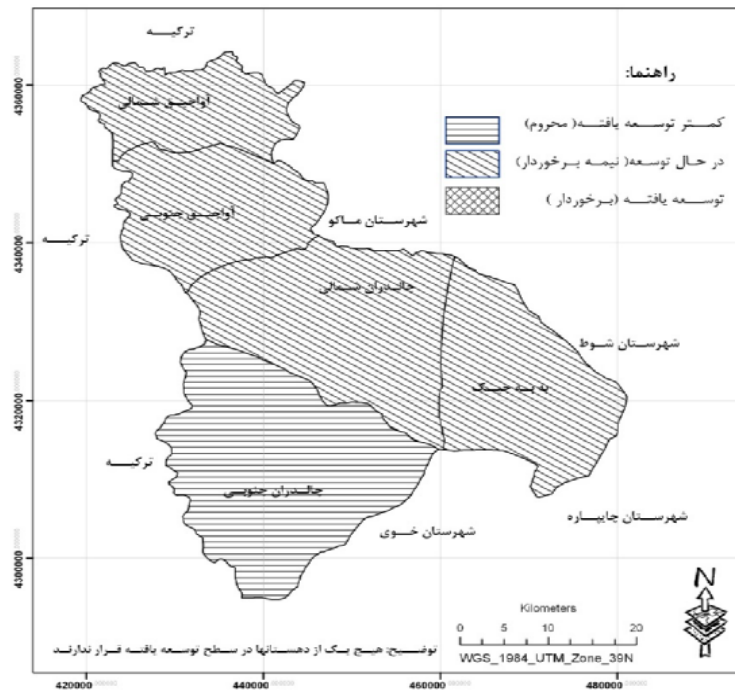 ترکیه
راهنما:
آواجیق شمالی
کمتر توسعه یافته( محروم)
در حال توسعه( نیمه برخوردار)
توسعه یافته (برخوردار )
آواجیق جنوبی
شهرستان ماکو
ترکیه
چالدران شمالی
شهرستان شوط
به به جیک
ترکیه
چالدران جنوبی
شهرستان چایپاره
شهرستان خوی
N
Kilometers
0 5 10 20
WGS_1984_UTM_Zone_39N
توضیح: هیچ یک از دهستانها در سطح توسعه یافته قرار ندارند
4360000
4340000
4320000
4300000
420000 440000 460000 480000